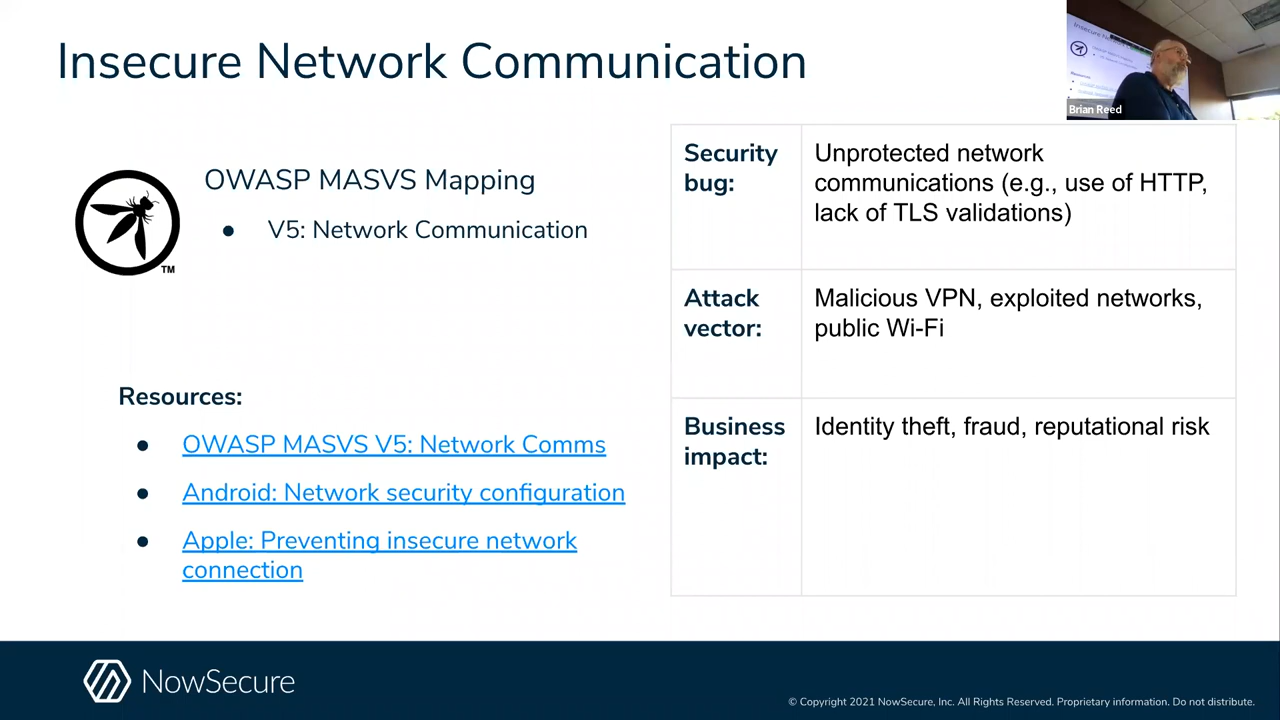 Insecure Network Communication
Brian Reed
OWASP MASVS Mapping
● V5: Network Communication
TM
Resources:
● OWASP MASVS V5: Network Comms
● Android: Network security configuration
● Apple: Preventing insecure network
connection
Security
bug:
Unprotected network
communications (e.g., use of HTTP,
lack of TLS validations)
Attack
vector:
Malicious VPN, exploited networks,
public Wi-Fi
Business
impact:
Identity theft, fraud, reputational risk
NowSecure
© Copyright 2021 NowSecure, Inc. All Rights Reserved. Proprietary information. Do not distribute.